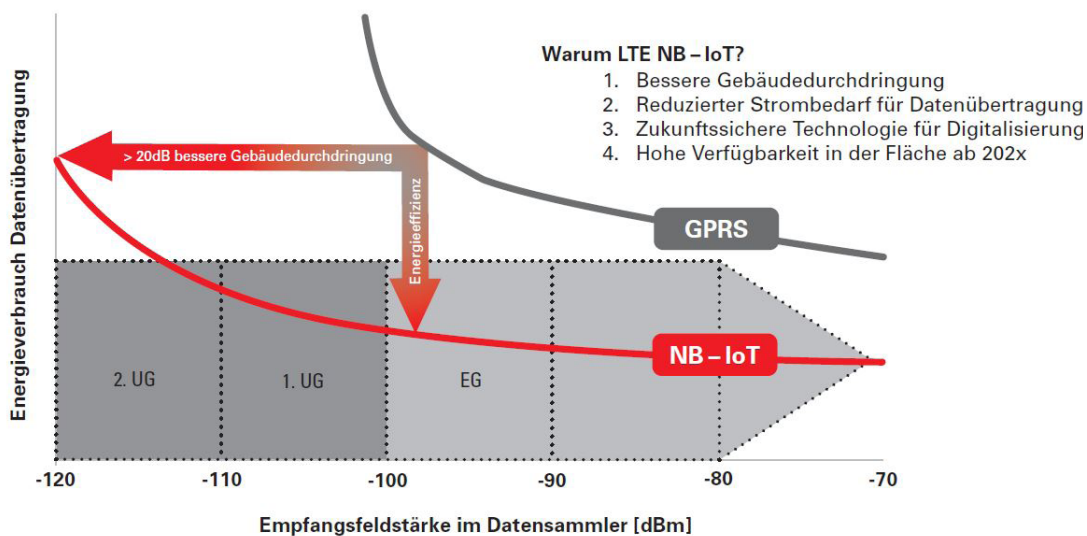 Warum LTE NB – IoT?
1. Bessere Gebäudedurchdringung
2. Reduzierter Strombedarf für Datenübertragung
3. Zukunftssichere Technologie für Digitalisierung
4. Hohe Verfügbarkeit in der Fläche ab 202x
Energieverbrauch Datenübertragung
> 20dB bessere Gebäudedurchdringung
Energieeffizienz
GPRS
NB – IoT
2. UG
1. UG
EG
-120
-110
-100
-90
-80
-70
Empfangsfeldstärke im Datensammler [dBm]